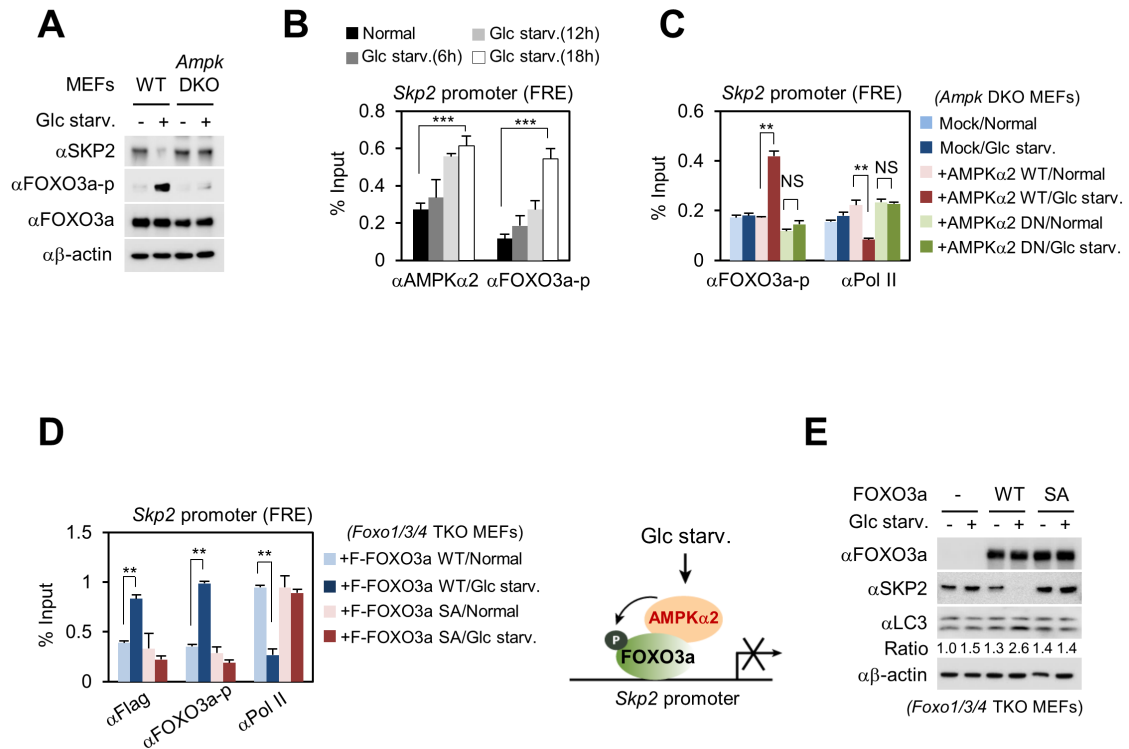 A
Ampk
MEFs WT DKO
Glc starv. - + - +
αSKP2
αFOXO3a-p
αFOXO3a
αβ-actin
B
Normal Glc starv.(12h)
Glc starv.(6h) Glc starv.(18h)
Skp2 promoter (FRE)
% Input
0.8
0.6
0.4
0.2
0
*** ***
αAMPKα2 αFOXO3a-p
C
Skp2 promoter (FRE)
% Input
0.6
0.4
0.2
0
** NS ** NS
αFOXO3a-p αPol II
(Ampk DKO MEFs)
Mock/Normal
Mock/Glc starv.
+AMPKα2 WT/Normal
+AMPKα2 WT/Glc starv.
+AMPKα2 DN/Normal
+AMPKα2 DN/Glc starv.
D
Skp2 promoter (FRE)
% Input
1.5
1
0.5
0
** ** **
αFlag αFOXO3a-p αPol II
(Foxo1/3/4 TKO MEFs)
+F-FOXO3a WT/Normal
+F-FOXO3a WT/Glc starv.
+F-FOXO3a SA/Normal
+F-FOXO3a SA/Glc starv.
Glc starv.
AMPKα2
P
FOXO3a
Skp2 promoter
E
FOXO3a - WT SA
Glc starv. - + - + - +
αFOXO3a
αSKP2
αLC3
Ratio 1.0 1.5 1.3 2.6 1.4 1.4
αβ-actin
(Foxo1/3/4 TKO MEFs)